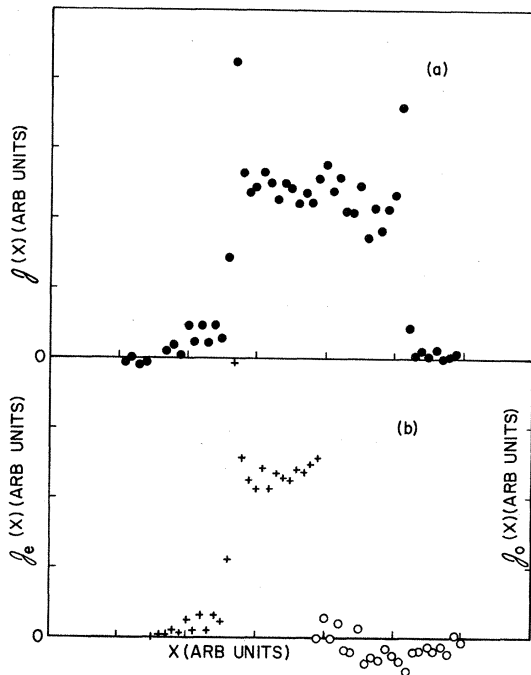 (a)
𝒥 (X) (ARB UNITS)
0
(b)
𝒥e (X) (ARB UNITS)
𝒥o (X) (ARB UNITS)
0
X (ARB UNITS)